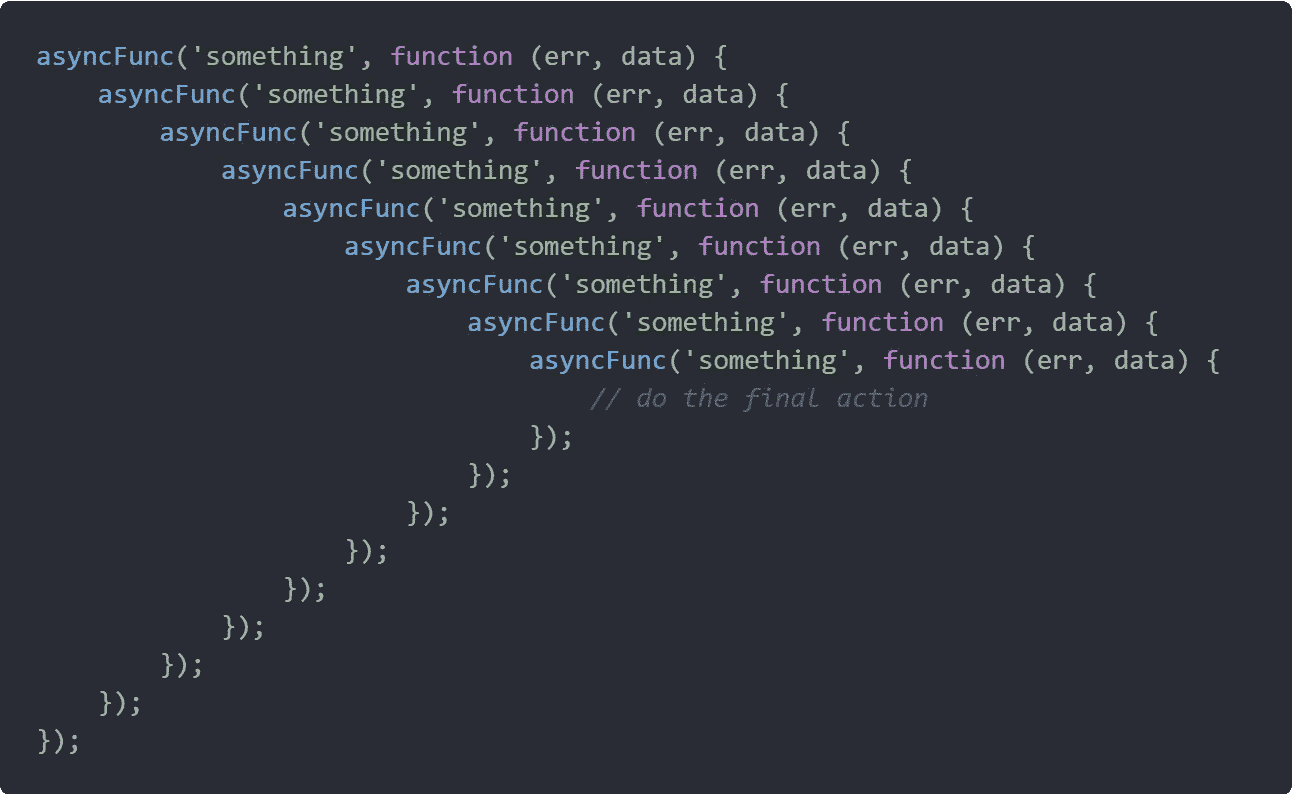 asyncFunc('something', function (err, data) {
    asyncFunc('something', function (err, data) {
        asyncFunc('something', function (err, data) {
            asyncFunc('something', function (err, data) {
                asyncFunc('something', function (err, data) {
                    asyncFunc('something', function (err, data) {
                        asyncFunc('something', function (err, data) {
                            asyncFunc('something', function (err, data) {
                                asyncFunc('something', function (err, data) {
                                    // do the final action
                                });
                            });
                        });
                    });
                });
            });
        });
    });
});